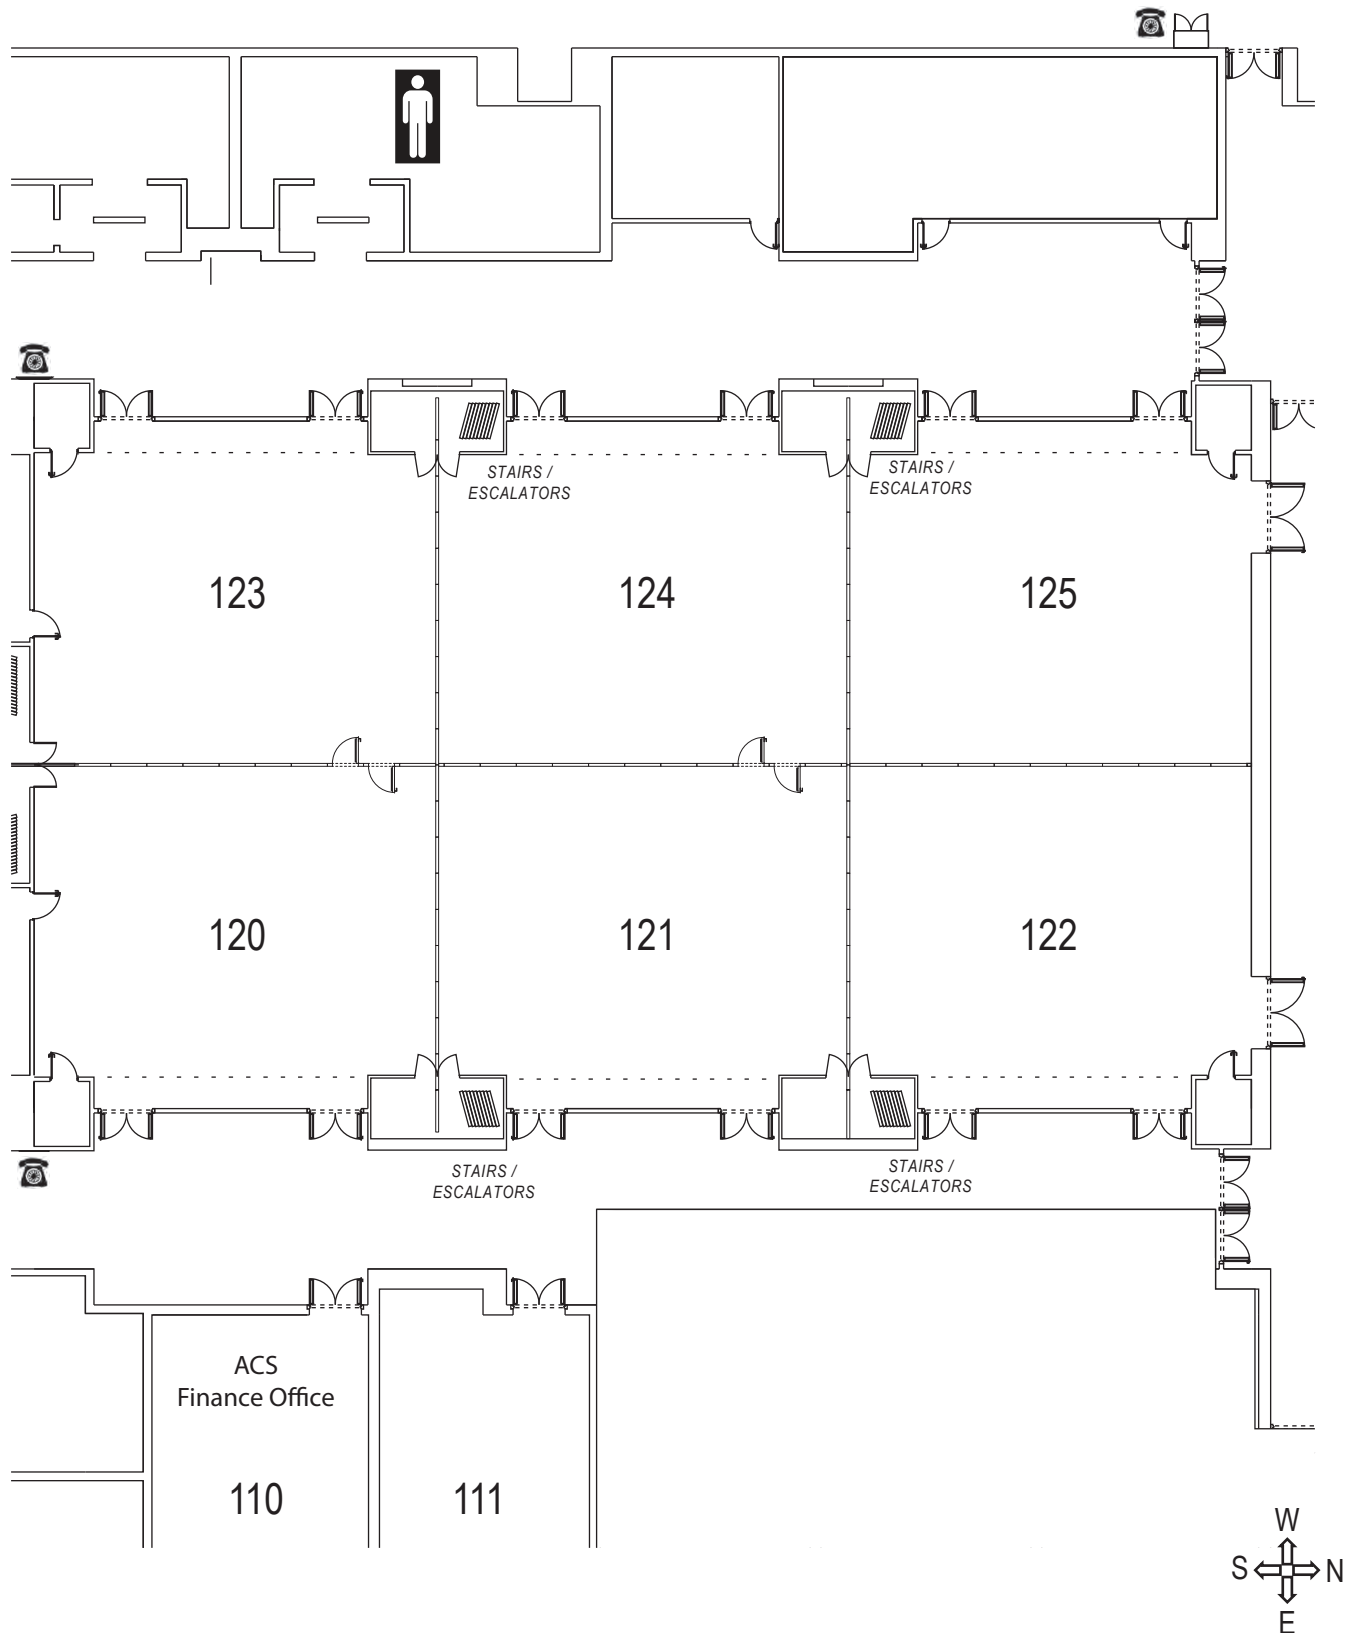 STAIRS /
ESCALATORS
STAIRS /
ESCALATORS
123
124
125
120
121
122
STAIRS /
ESCALATORS
STAIRS /
ESCALATORS
ACS
Finance Office
110
111
W
S
N
E